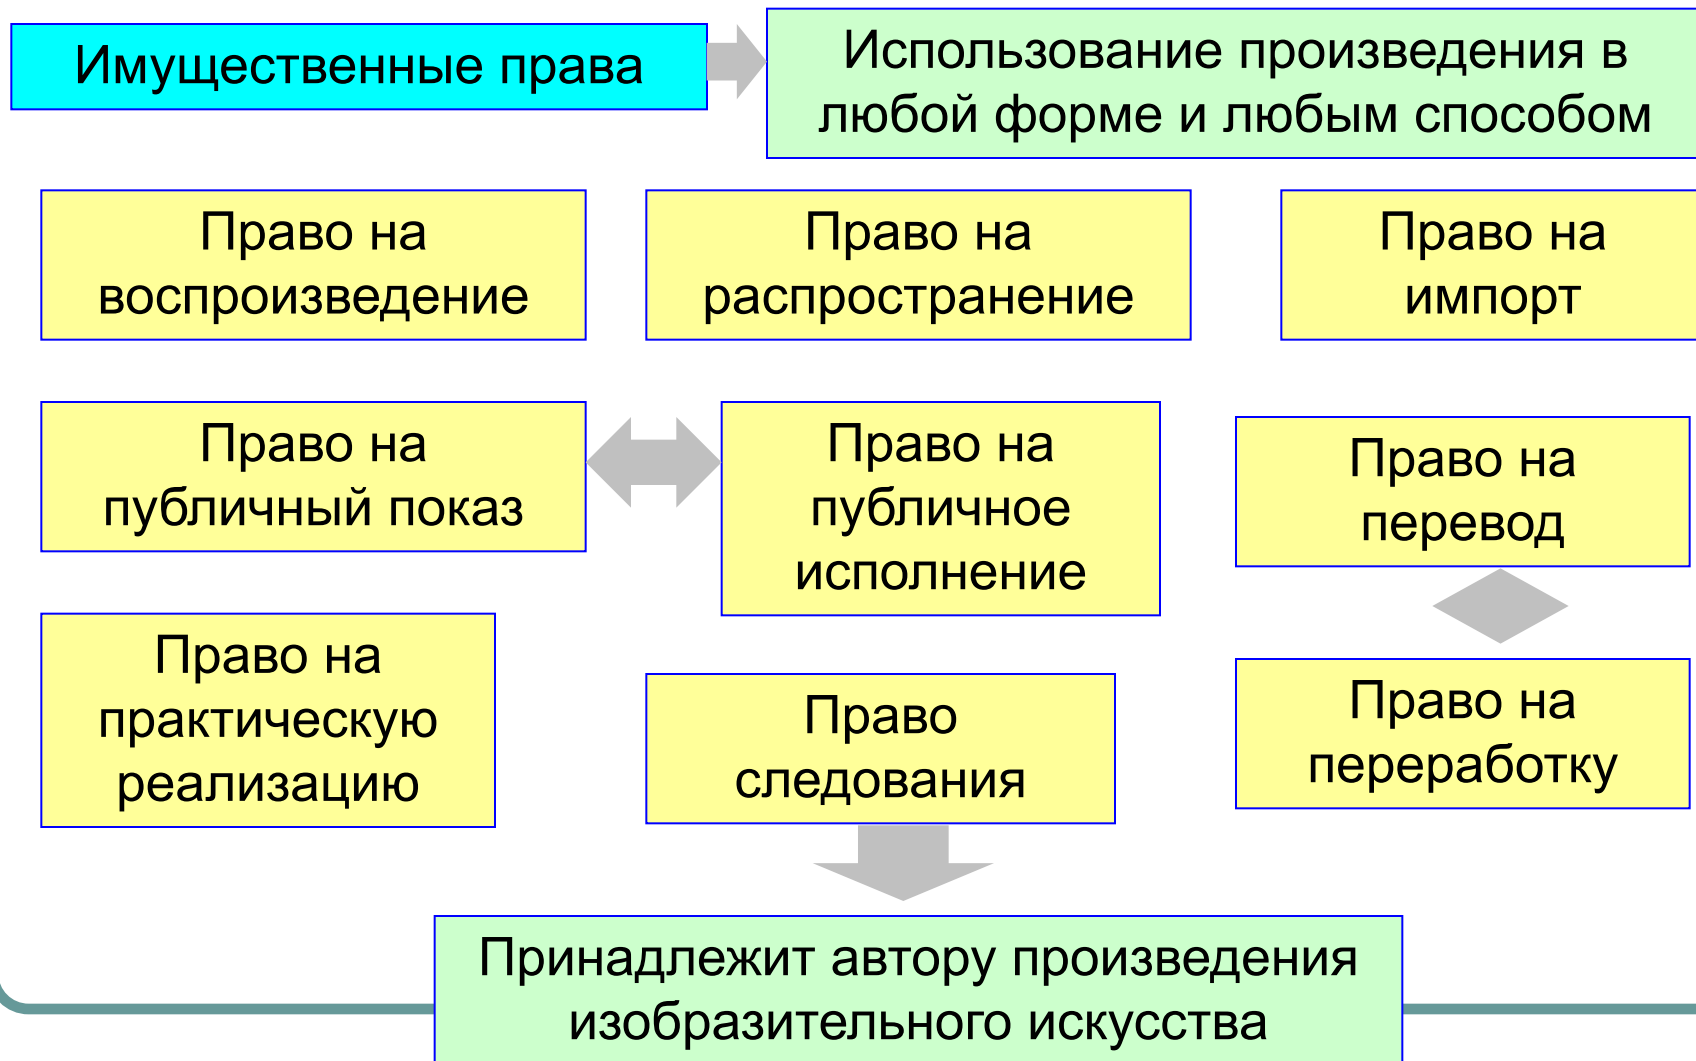 Имущественные права
Использование произведения в
любой форме и любым способом
Право на
воспроизведение
Право на
распространение
Право на
импорт
Право на
публичный показ
Право на
публичное
исполнение
Право на
перевод
Право на
практическую
реализацию
Право
следования
Право на
переработку
Принадлежит автору произведения
изобразительного искусства